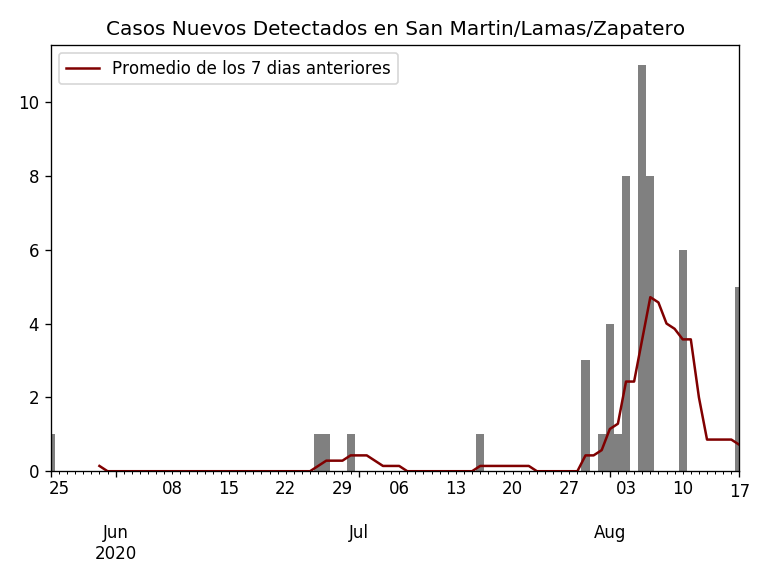 Casos Nuevos Detectados en San Martin/Lamas/Zapatero
Promedio de los 7 dias anteriores
10
8
6
4
2
0
25 08 15 22 29 06 13 20 27 03 10 17
Jun Jul Aug
2020